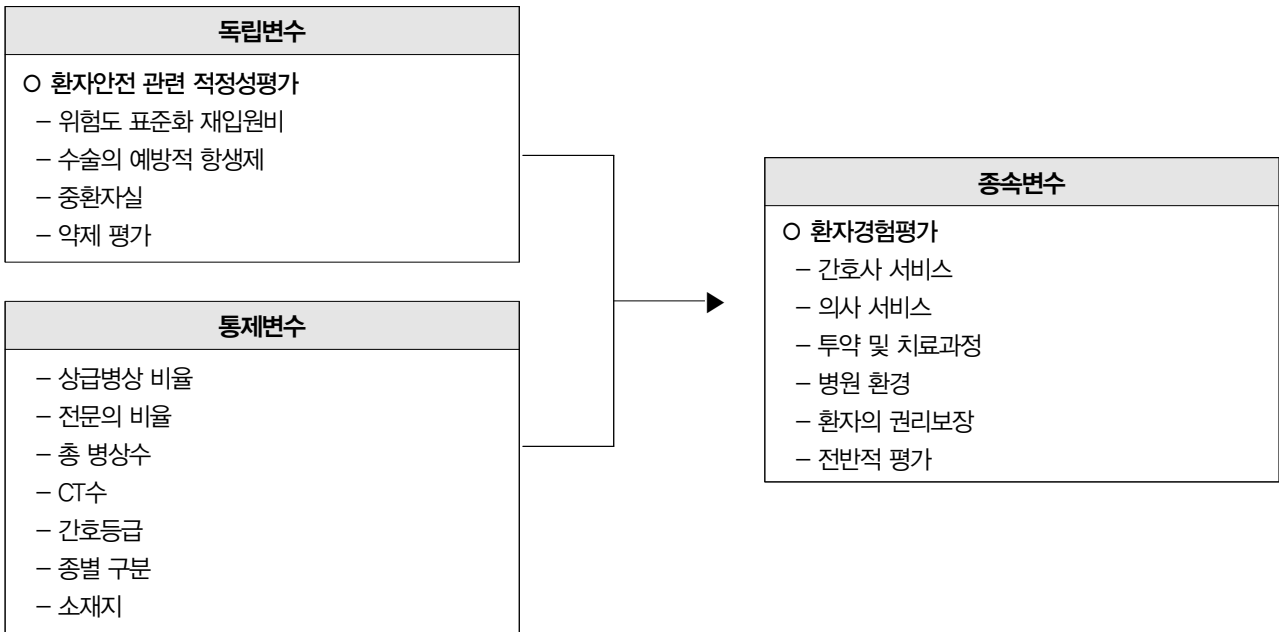 독립변수
○ 환자안전 관련 적정성평가
– 위험도 표준화 재입원비
– 수술의 예방적 항생제
– 중환자실
– 약제 평가
통제변수
– 상급병상 비율
– 전문의 비율
– 총 병상수
– CT수
– 간호등급
– 종별 구분
– 소재지
종속변수
○ 환자경험평가
– 간호사 서비스
– 의사 서비스
– 투약 및 치료과정
– 병원 환경
– 환자의 권리보장
– 전반적 평가